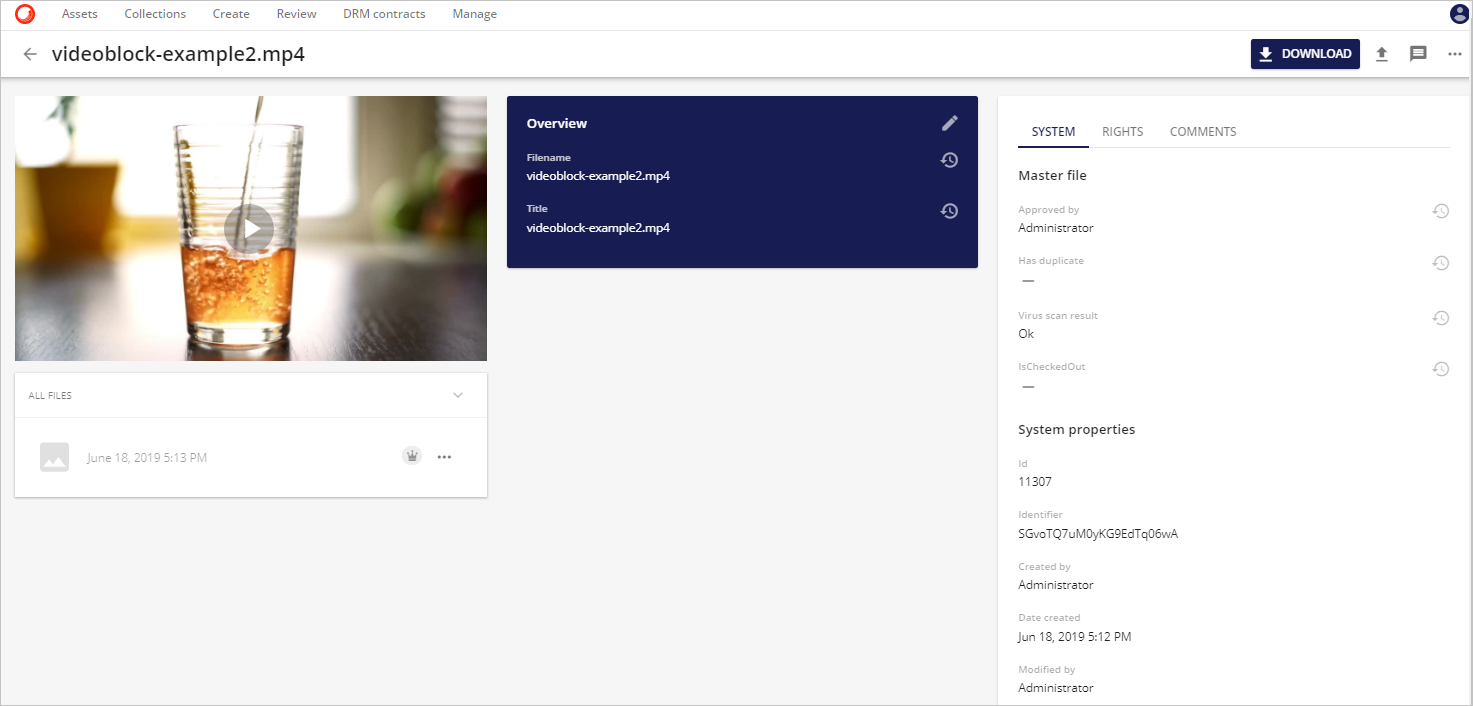 Assets Collections Create Review DRM contracts Manage
videoblock-example2.mp4
DOWNLOAD
ALL FILES
June 18, 2019 5:13 PM
Overview
Filename
videoblock-example2.mp4
Title
videoblock-example2.mp4
SYSTEM RIGHTS COMMENTS
Master file
Approved by
Administrator
Has duplicate
—
Virus scan result
Ok
IsCheckedOut
—
System properties
Id
11307
Identifier
SGvoTQ7uM0yKG9EdTq06wA
Created by
Administrator
Date created
Jun 18, 2019 5:12 PM
Modified by
Administrator